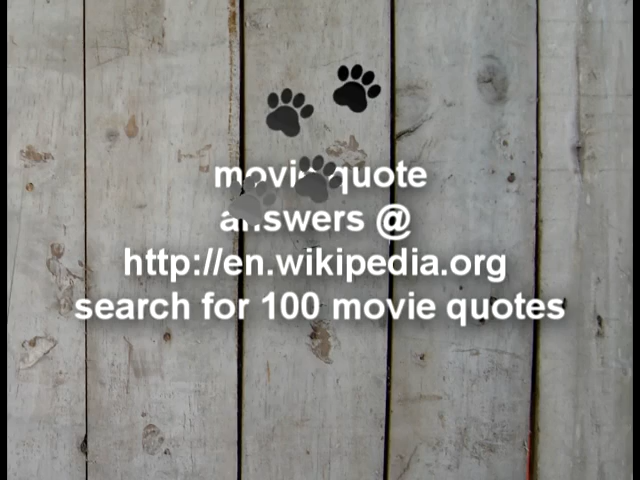 movie quote
answers @
http://en.wikipedia.org
search for 100 movie quotes